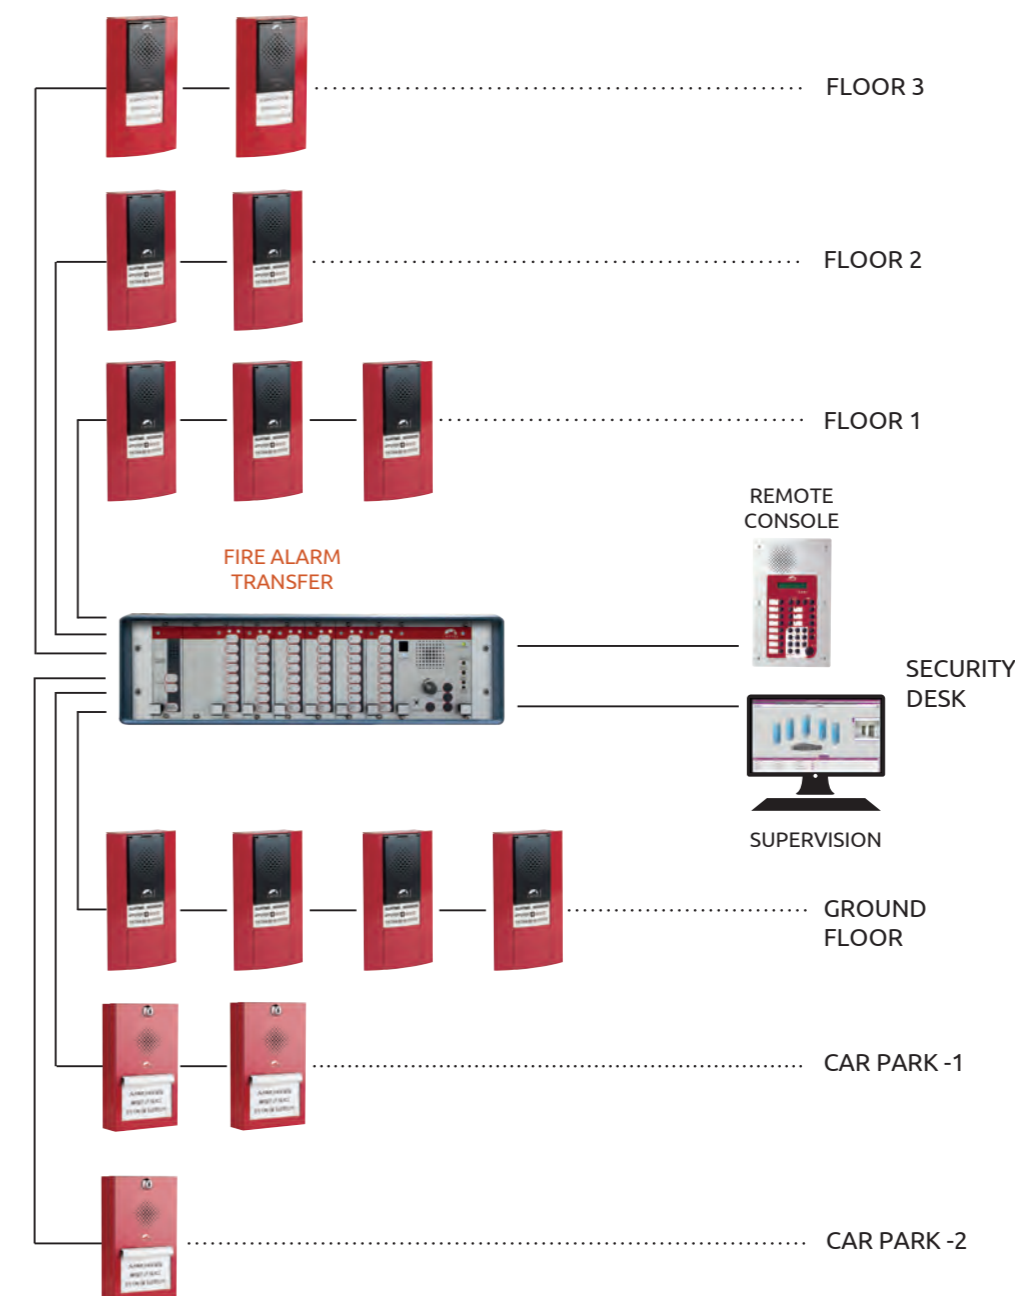 FLOOR 3
FLOOR 2
FLOOR 1
REMOTE
CONSOLE
FIRE ALARM
TRANSFER
SECURITY
DESK
SUPERVISION
GROUND
FLOOR
CAR PARK -1
CAR PARK -2